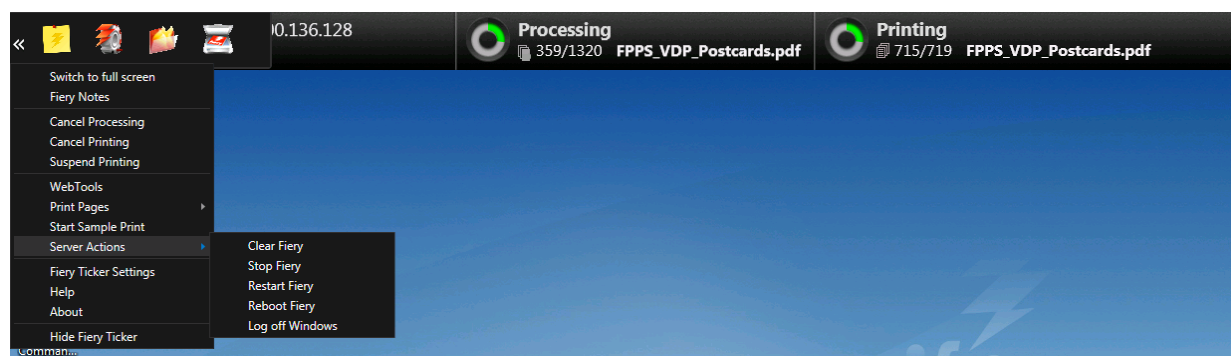 «
00.136.128
Processing
359/1320 FPPS_VDP_Postcards.pdf
Printing
715/719 FPPS_VDP_Postcards.pdf
Switch to full screen
Fiery Notes
Cancel Processing
Cancel Printing
Suspend Printing
WebTools
Print Pages
Start Sample Print
Server Actions
Clear Fiery
Stop Fiery
Restart Fiery
Reboot Fiery
Log off Windows
Fiery Ticker Settings
Help
About
Hide Fiery Ticker
Comman...